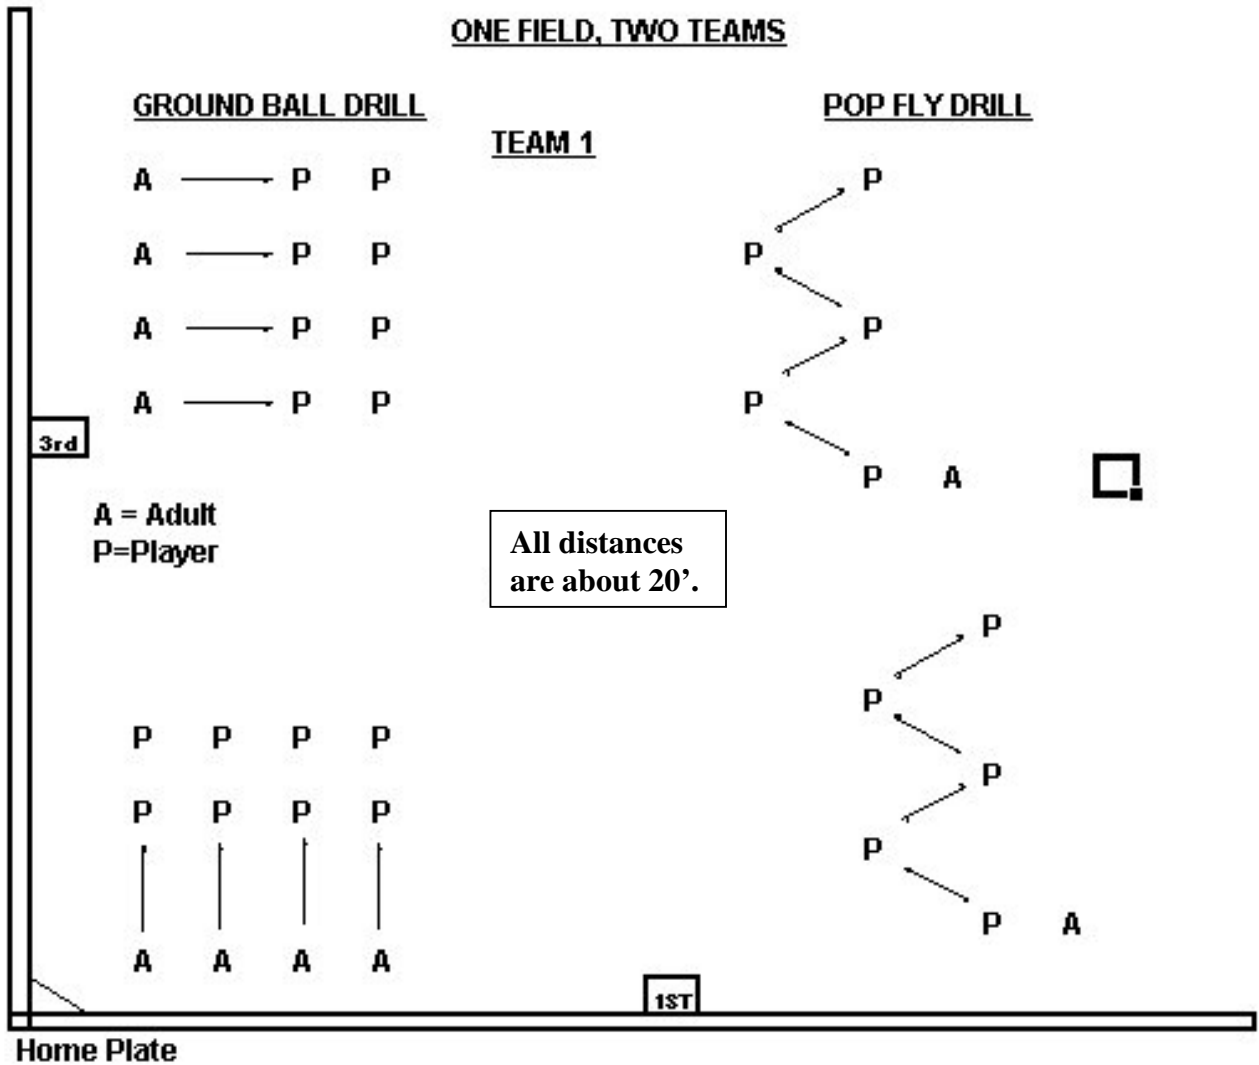 ONE FIELD, TWO TEAMS
GROUND BALL DRILL
POP FLY DRILL
TEAM 1
A P P P
A P P P
A P P P
A P P P
3rd
P A
A = Adult
P=Player
All distances
are about 20’.
P
P
P P P P
P
P P P P
P
P A
A A A A
1ST
Home Plate